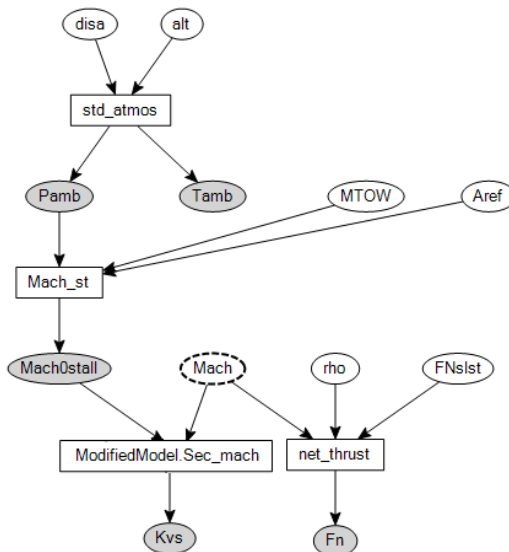 disa
alt
std_atmos
Pamb
Tamb
MTOW
Aref
Mach_st
Mach0stall
Mach
rho
FNslst
ModifiedModel.Sec_mach
net_thrust
Kvs
Fn